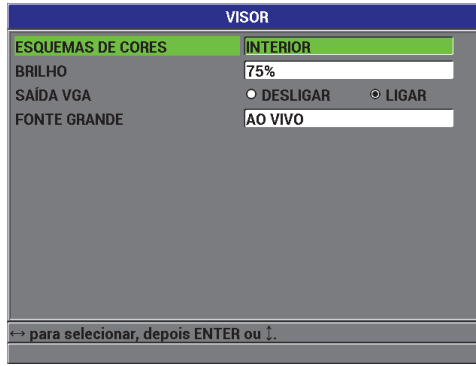 VISOR
ESQUEMAS DE CORES INTERIOR
BRILHO 75%
SAÍDA VGA DESLIGAR LIGAR
FONTE GRANDE AO VIVO
↔ para selecionar, depois ENTER ou ↕.